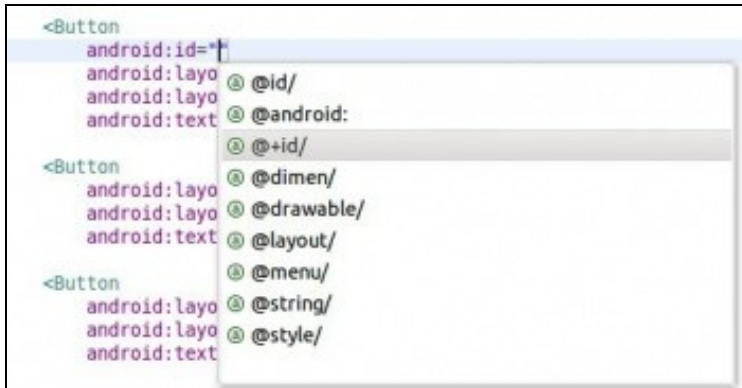 <Button
android:id=""
android:layo
android:layo
android:text
<Button
android:layo
android:layo
android:text
<Button
android:layo
android:layo
android:text
@id/
@android:
@+id/
@dimen/
@drawable/
@layout/
@menu/
@string/
@style/